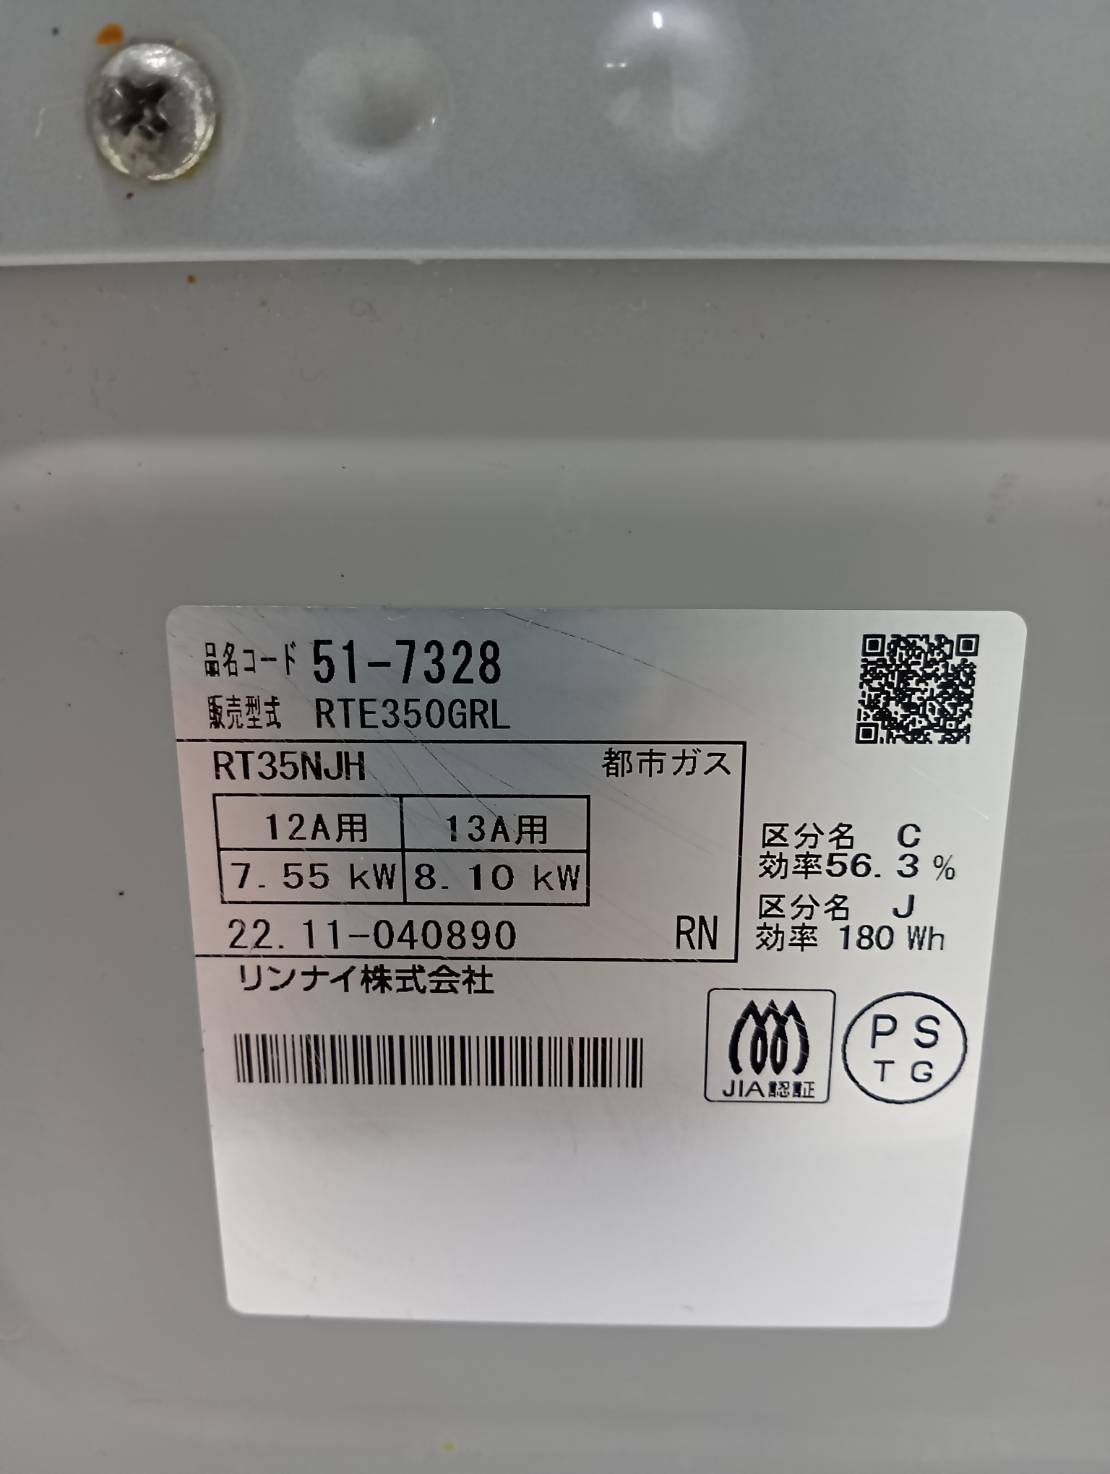 品名コード 51-7328
販売型式 RTE350GRL
RT35NJH 都市ガス
12A用 13A用
7.55 kW 8.10 kW
22.11-040890 RN
リンナイ株式会社
区分名 C
効率56.3%
区分名 J
効率 180 Wh
JIA認証
PS
TG